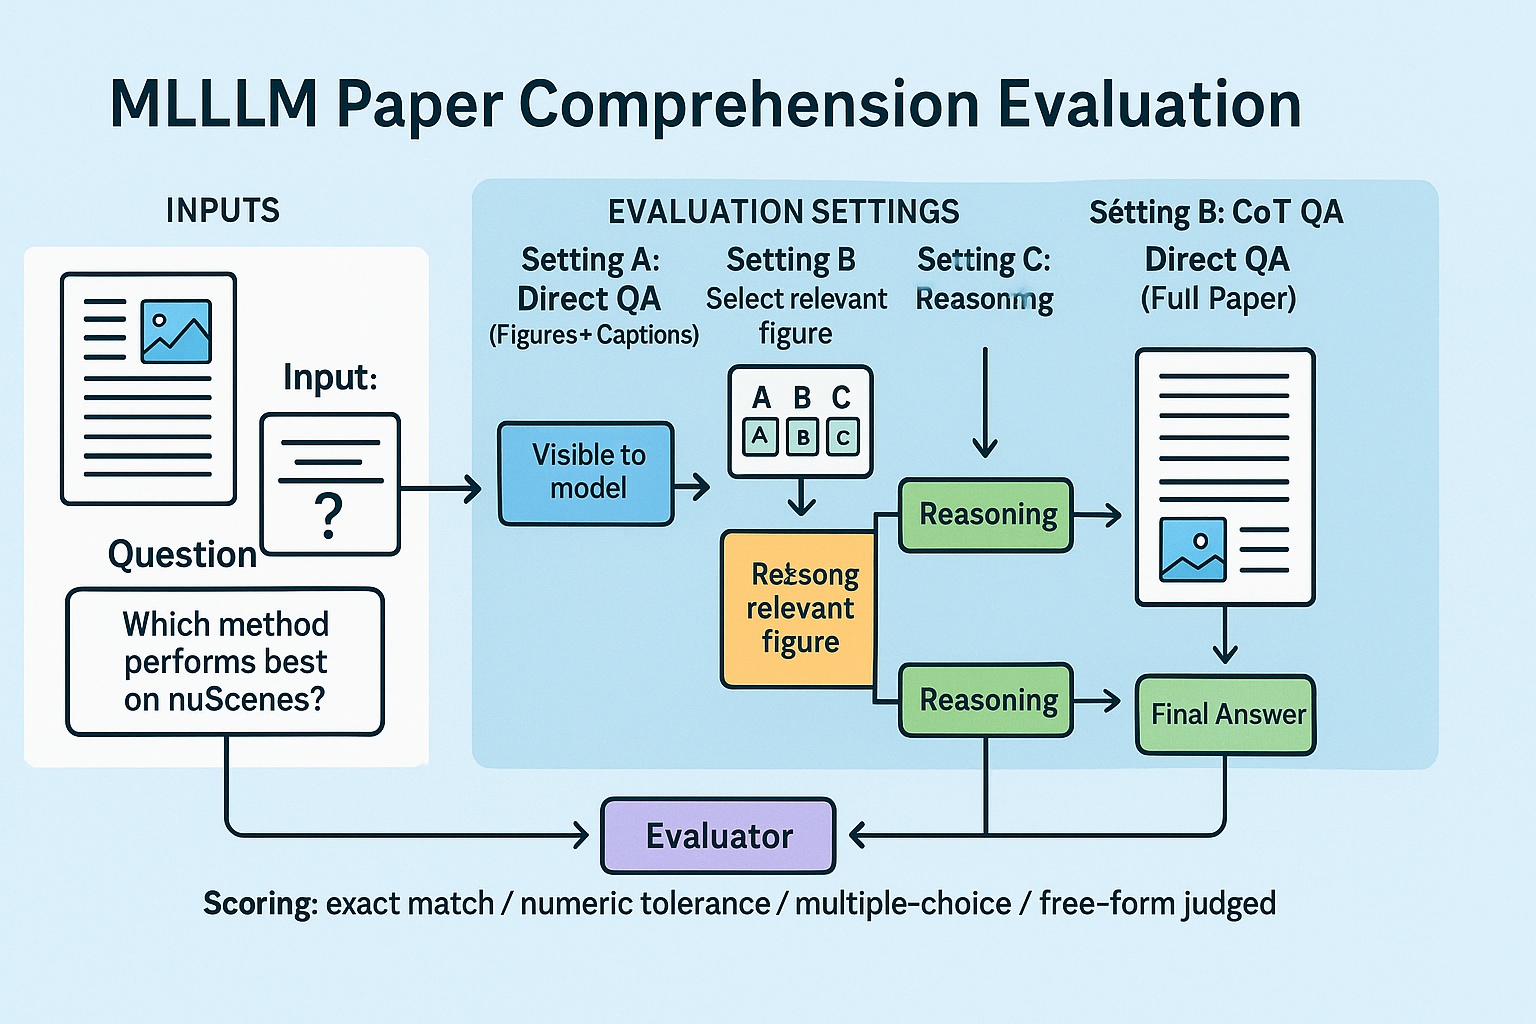 MLLLM Paper Comprehension Evaluation
INPUTS
Input:
?
Question
Which method
performs best
on nuScenes?
EVALUATION SETTINGS
Setting A:
Direct QA
(Figures+Captions)
Visible to
model
Setting B
Select relevant
figure
A B C
A B C
relevant
figure
Setting C:
Reasoning
Reasoning
Sétting B: CoT QA
Direct QA
(Full Paper)
Final Answer
Evaluator
Scoring: exact match / numeric tolerance / multiple-choice / free-form judged